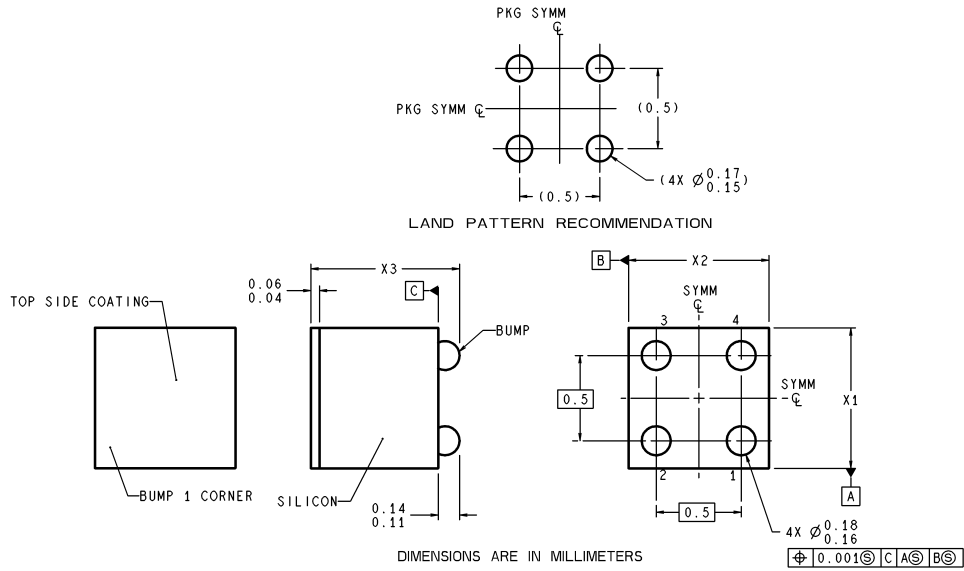 PKG SYMM
℄
PKG SYMM ℄
(0.5)
(4X Ø 0.17
0.15)
(0.5)
LAND PATTERN RECOMMENDATION
X3
B
X2
0.06
0.04
C
SYMM
℄
TOP SIDE COATING
3
4
BUMP
0.5
SYMM
℄
X1
BUMP 1 CORNER
SILICON
2
1
0.14
0.11
0.5
A
4X Ø 0.18
0.16
DIMENSIONS ARE IN MILLIMETERS
⌖ 0.001Ⓢ C AⓈ BⓈ